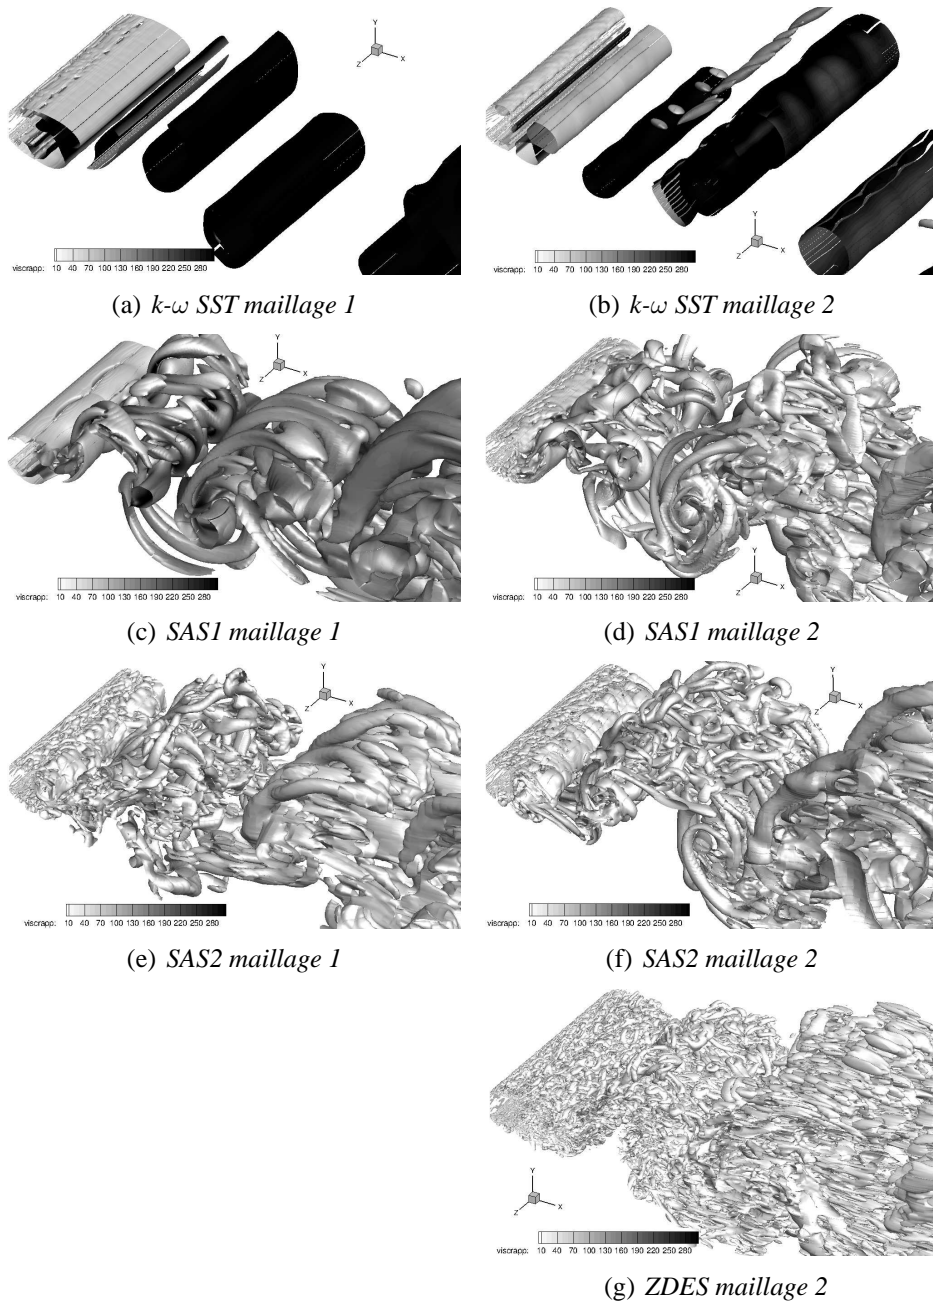 Y
X
Z
viscrapp:
10 40 70 100 130 160 190 220 250 280
(a) k-ω SST maillage 1
Y
X
Z
viscrapp:
10 40 70 100 130 160 190 220 250 280
(b) k-ω SST maillage 2
Y
X
Z
viscrapp:
10 40 70 100 130 160 190 220 250 280
(c) SAS1 maillage 1
Y
X
Z
viscrapp:
10 40 70 100 130 160 190 220 250 280
(d) SAS1 maillage 2
Y
X
Z
viscrapp:
10 40 70 100 130 160 190 220 250 280
(e) SAS2 maillage 1
Y
X
Z
viscrapp:
10 40 70 100 130 160 190 220 250 280
(f) SAS2 maillage 2
Y
X
Z
viscrapp:
10 40 70 100 130 160 190 220 250 280
(g) ZDES maillage 2